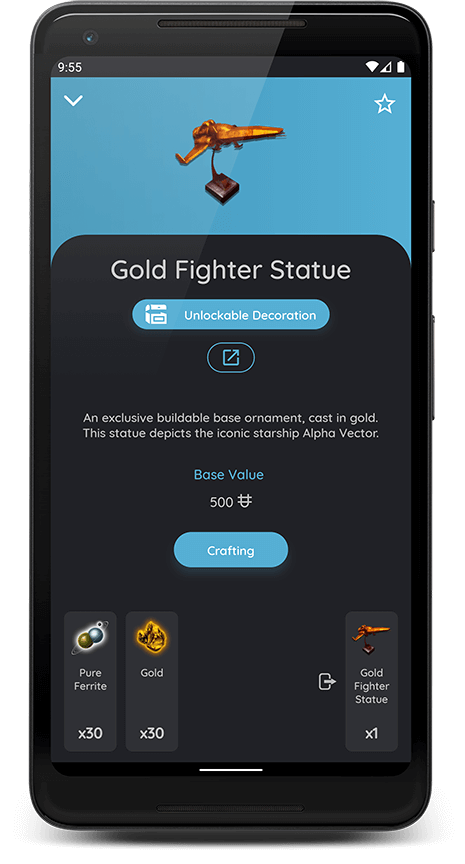 9:55
Gold Fighter Statue
Unlockable Decoration
An exclusive buildable base ornament, cast in gold.
This statue depicts the iconic starship Alpha Vector.
Base Value
500
Crafting
Pure
Ferrite
x30
Gold
x30
Gold
Fighter
Statue
x1